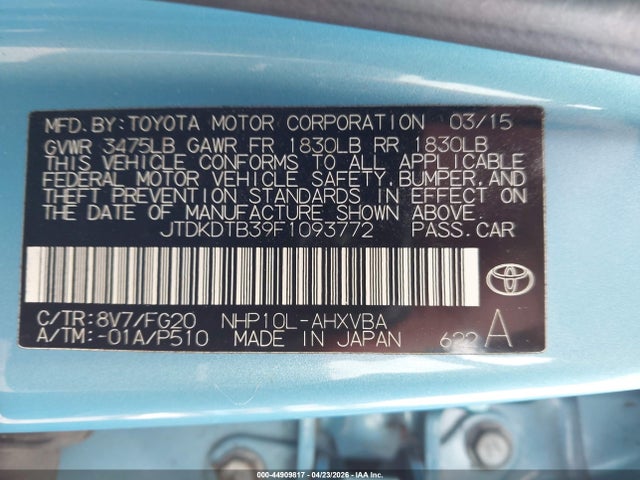 MFD.BY:TOYOTA MOTOR CORPORATION 03/15
GVWR 3475LB GAWR FR 1830LB RR 1830LB
THIS VEHICLE CONFORMS TO ALL APPLICABLE
FEDERAL MOTOR VEHICLE SAFETY,BUMPER,AND
THEFT PREVENTION STANDARDS IN EFFECT ON
THE DATE OF MANUFACTURE SHOWN ABOVE.
JTDKDTB39F1093772 PASS.CAR
C/TR:8V7/FG20 NHP10L-AHXVBA
A/TM:-01A/P510 MADE IN JAPAN 622 A
000-44909817 - 04/23/2026 - IAA Inc.